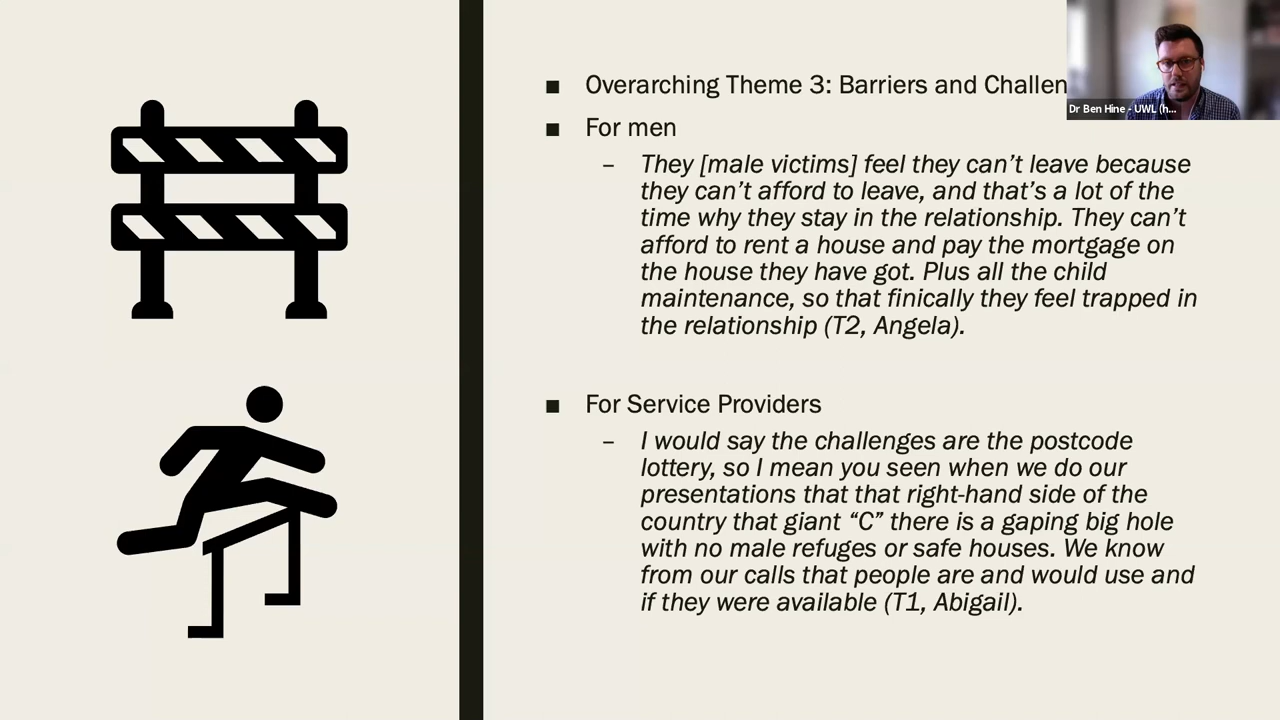 Overarching Theme 3: Barriers and Challen
Dr Ben Hine - UWL (h...
■ For men
– They [male victims] feel they can't leave because
they can't afford to leave, and that's a lot of the
time why they stay in the relationship. They can't
afford to rent a house and pay the mortgage on
the house they have got. Plus all the child
maintenance, so that finically they feel trapped in
the relationship (T2, Angela).
■ For Service Providers
– I would say the challenges are the postcode
lottery, so I mean you seen when we do our
presentations that that right-hand side of the
country that giant “C” there is a gaping big hole
with no male refuges or safe houses. We know
from our calls that people are and would use and
if they were available (T1, Abigail).